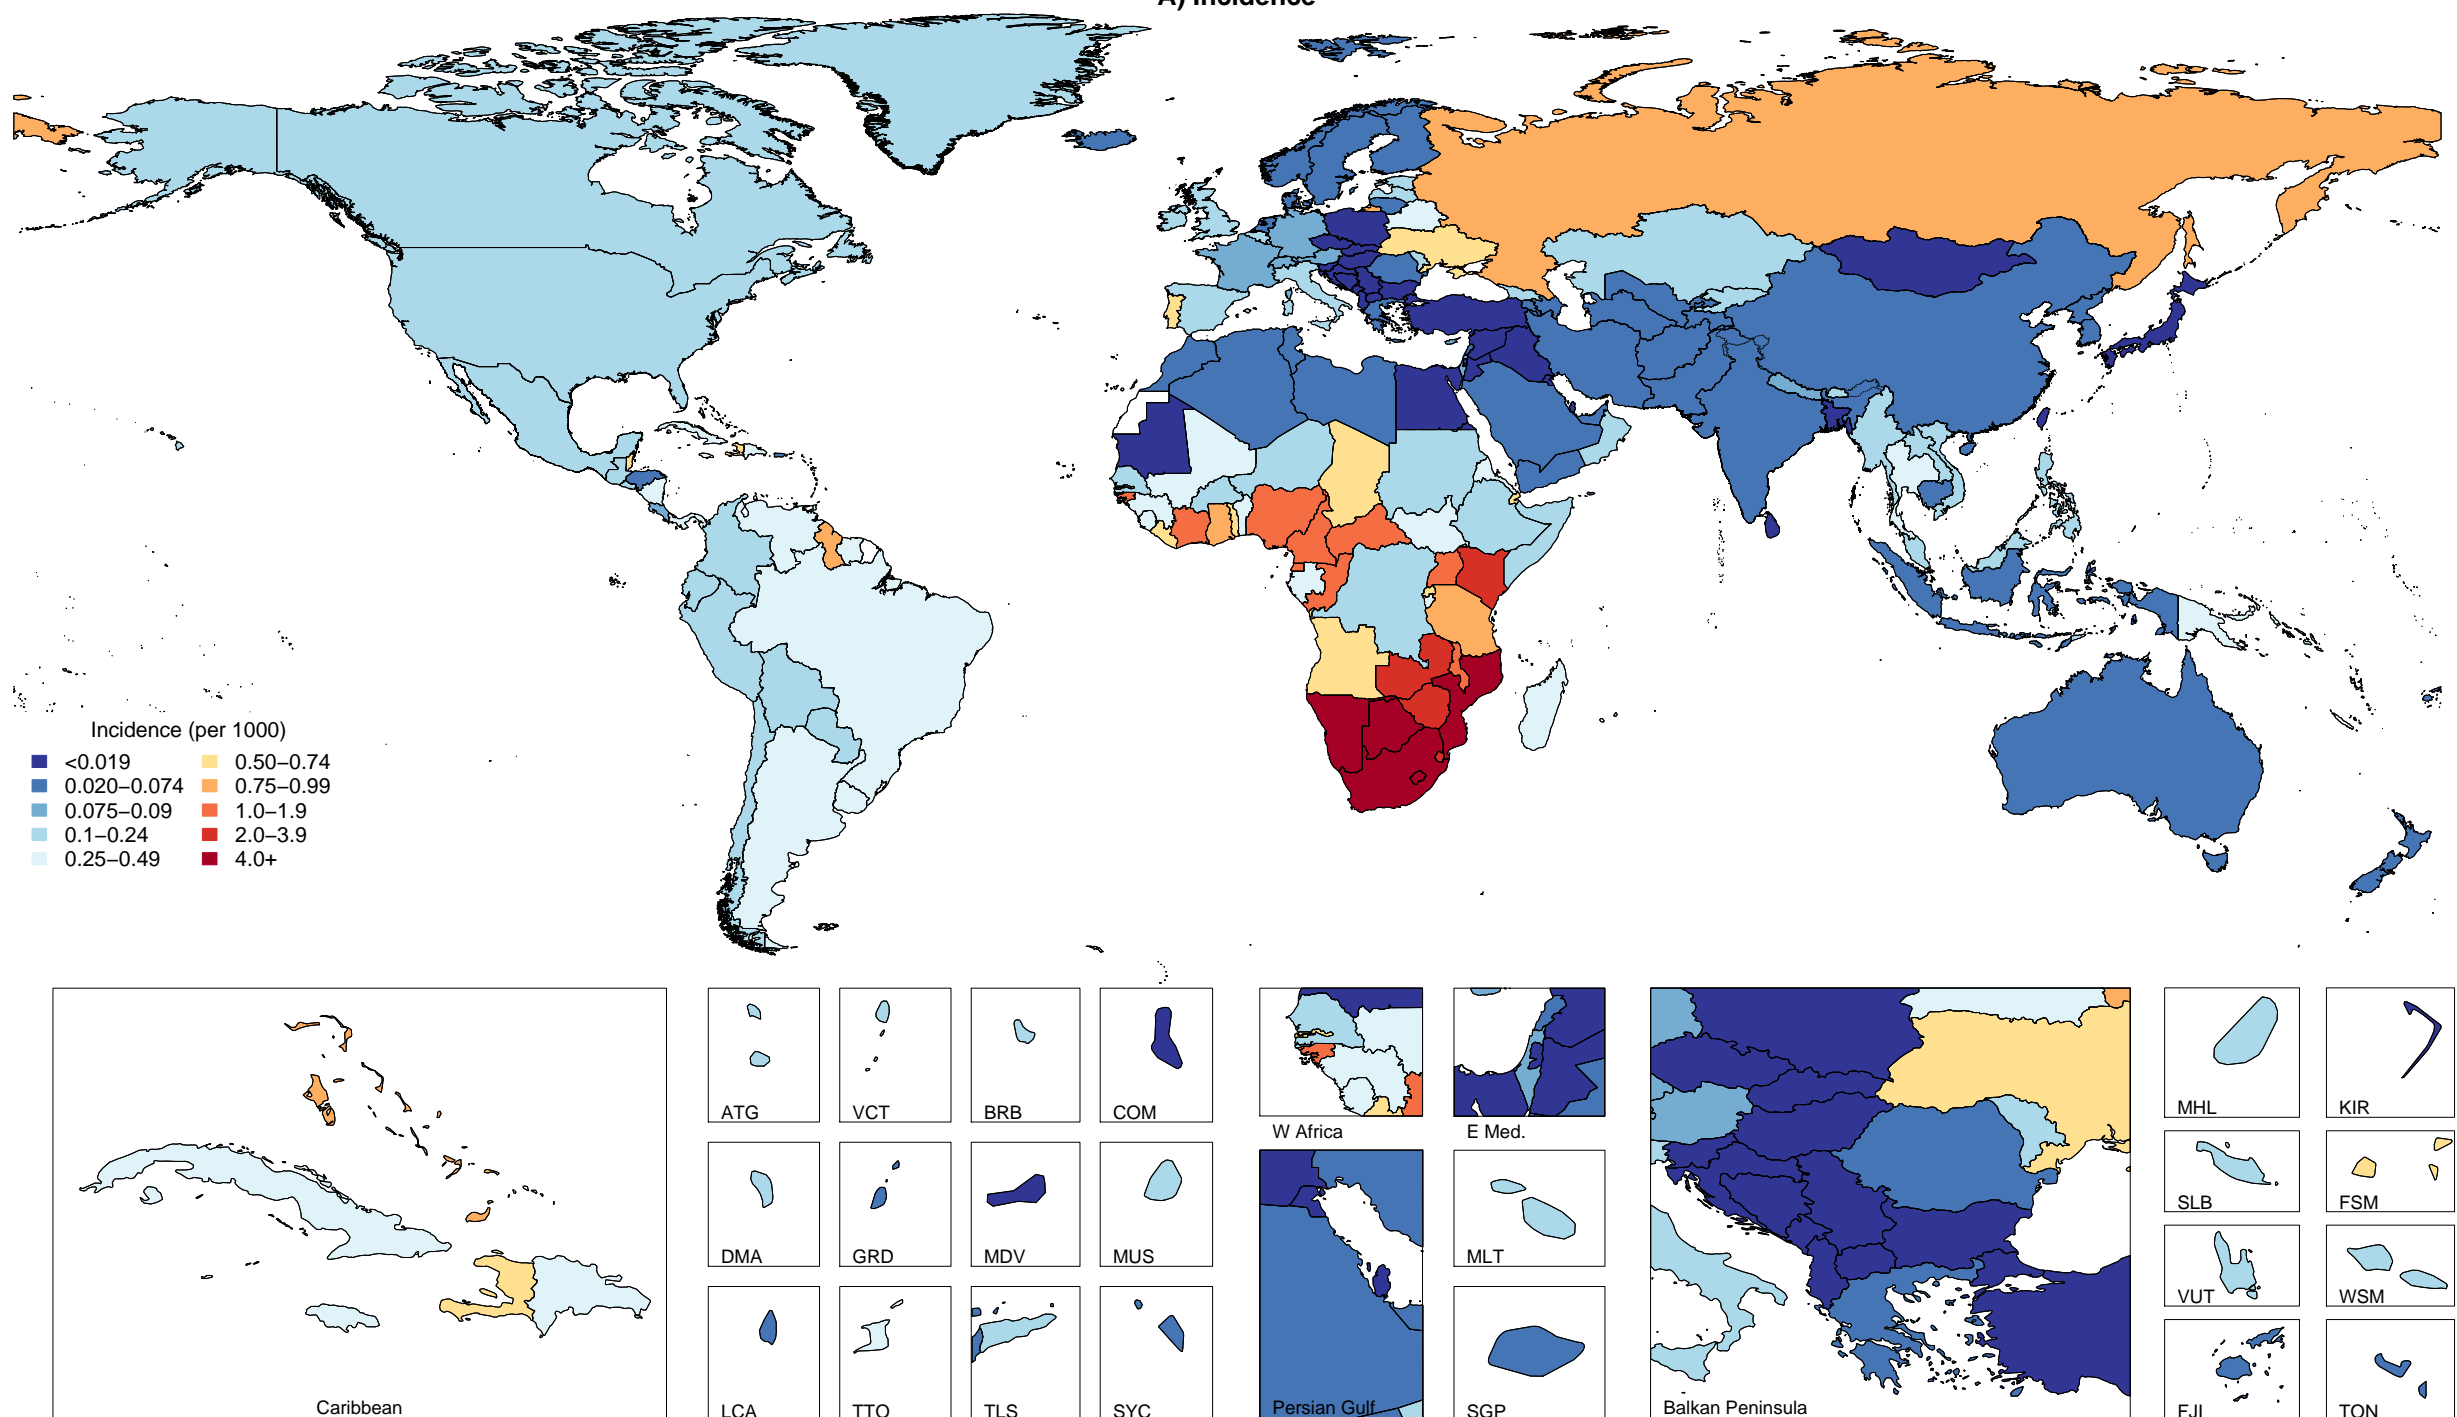 A) Incidence
Incidence (per 1000)
<0.019
0.020−0.074
0.075−0.09
0.1−0.24
0.25−0.49
0.50−0.74
0.75−0.99
1.0−1.9
2.0−3.9
4.0+
Caribbean
ATG
VCT
BRB
COM
DMA
GRD
MDV
MUS
LCA
TTO
TLS
SYC
W Africa
E Med.
Persian Gulf
MLT
SGP
Balkan Peninsula
MHL
KIR
SLB
FSM
VUT
WSM
FJI
TON